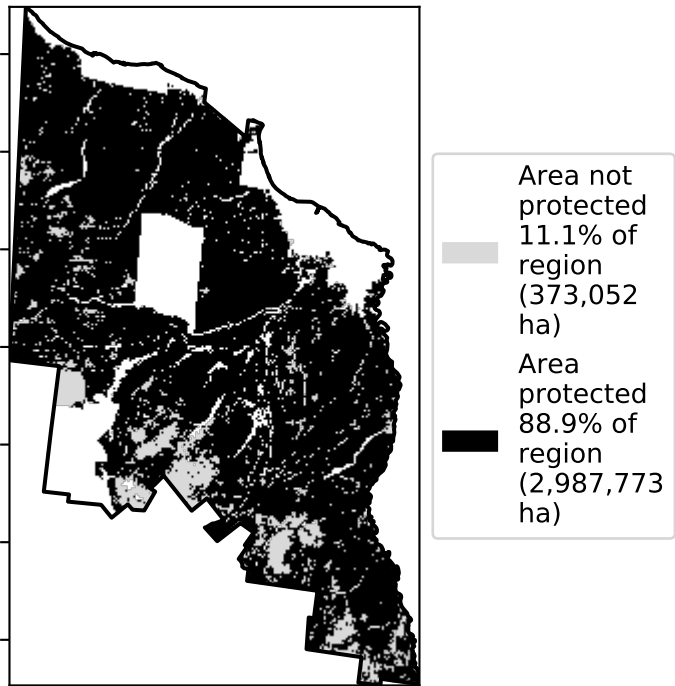 Area not
protected
11.1% of
region
(373,052
ha)
Area
protected
88.9% of
region
(2,987,773
ha)